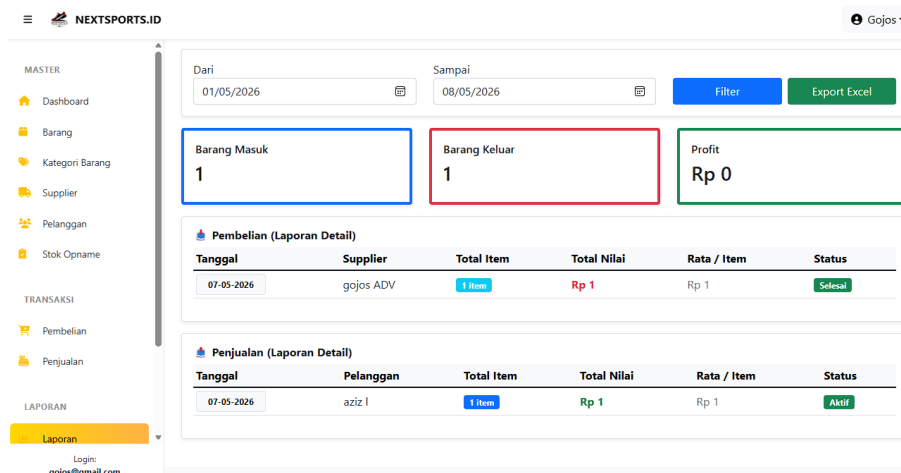 NEXTSPORTS.ID
Gojos
MASTER
Dashboard
Barang
Kategori Barang
Supplier
Pelanggan
Stok Opname
TRANSAKSI
Pembelian
Penjualan
LAPORAN
Laporan
Login:
gojos@gmail.com
Dari
Sampai
01/05/2026
08/05/2026
Filter
Export Excel
Barang Masuk
1
Barang Keluar
1
Profit
Rp 0
Pembelian (Laporan Detail)
Tanggal Supplier Total Item Total Nilai Rata / Item Status
07-05-2026 gojos ADV 1 item Rp 1 Rp 1 Selesai
Penjualan (Laporan Detail)
Tanggal Pelanggan Total Item Total Nilai Rata / Item Status
07-05-2026 aziz l 1 item Rp 1 Rp 1 Aktif